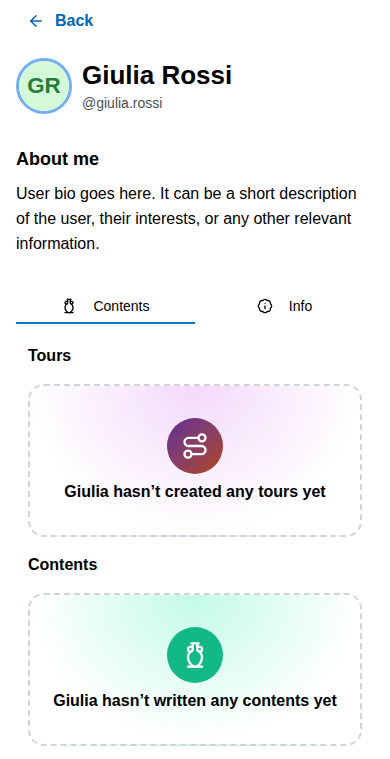 Back
GR
Giulia Rossi
@giulia.rossi
About me
User bio goes here. It can be a short description
of the user, their interests, or any other relevant
information.
Contents
Info
Tours
Giulia hasn’t created any tours yet
Contents
Giulia hasn’t written any contents yet